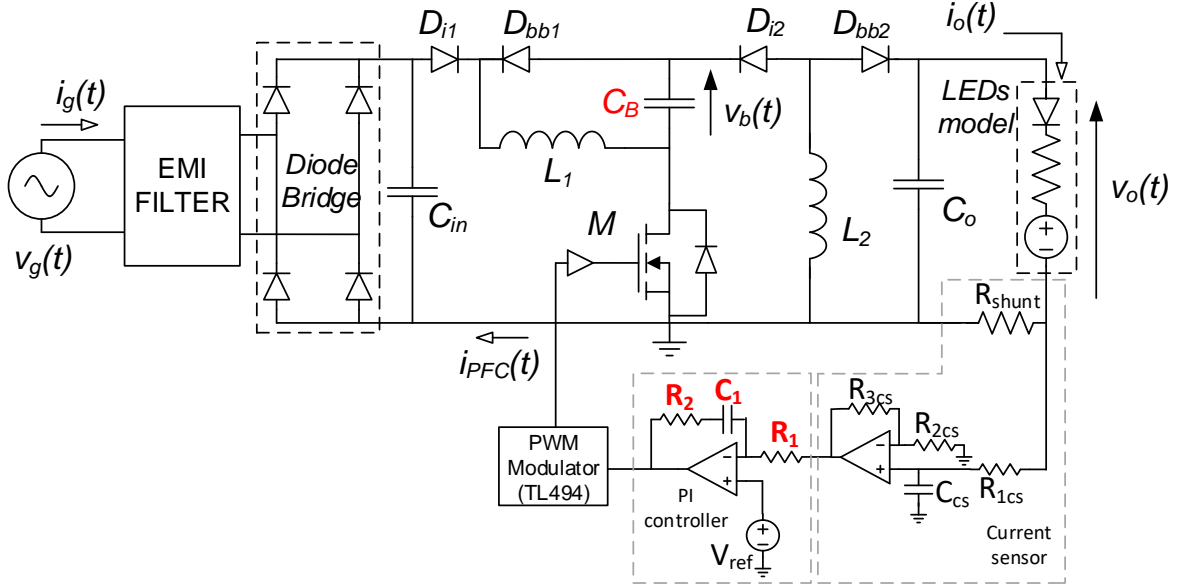 D_i1
D_bb1
D_i2
D_bb2
i_o(t)
i_g(t)
C_B
v_b(t)
LEDs
model
EMI
FILTER
Diode
Bridge
L_1
C_in
M
L_2
C_o
v_o(t)
v_g(t)
R_shunt
i_PFC(t)
R_2
C_1
R_1
R_3cs
R_2cs
PWM
Modulator
(TL494)
PI
controller
C_cs
R_1cs
V_ref
Current
sensor